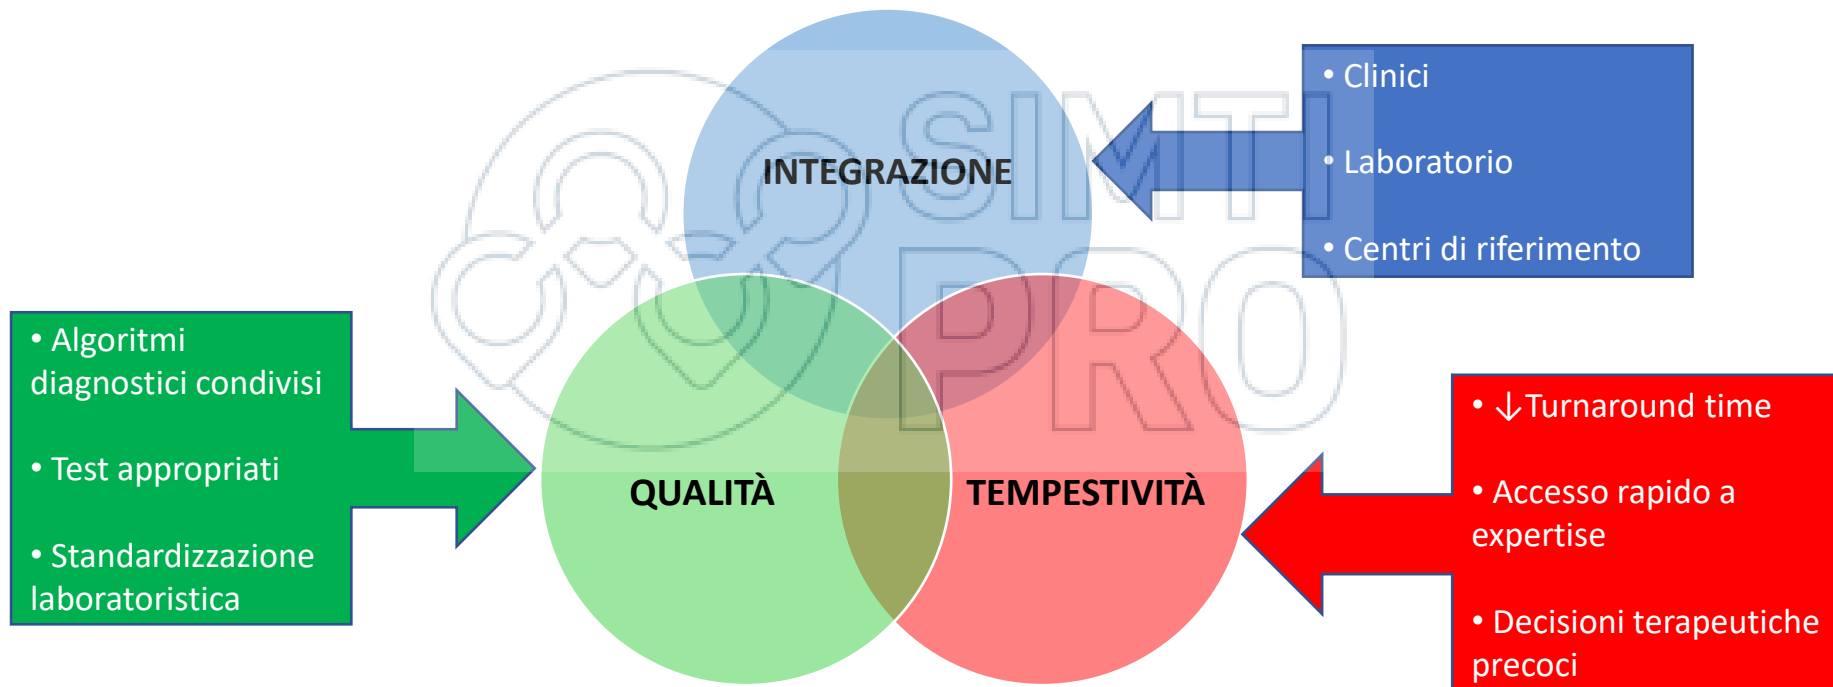 INTEGRAZIONE
• Clinici
• Laboratorio
• Centri di riferimento
SIMTI
PRO
• Algoritmi
diagnostici condivisi
• Test appropriati
• Standardizzazione
laboratoristica
QUALITÀ
TEMPESTIVITÀ
• ↓Turnaround time
• Accesso rapido a
expertise
• Decisioni terapeutiche
precoci